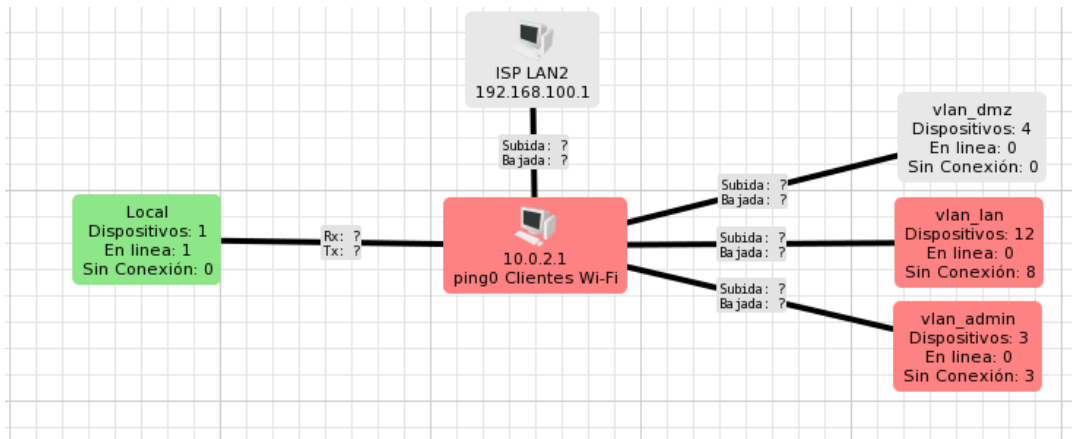 ISP LAN2
192.168.100.1
Subida: ?
Bajada: ?
vlan_dmz
Dispositivos: 4
En linea: 0
Sin Conexión: 0
Subida: ?
Bajada: ?
Local
Dispositivos: 1
En linea: 1
Sin Conexión: 0
Rx: ?
Tx: ?
10.0.2.1
ping0 Clientes Wi-Fi
Subida: ?
Bajada: ?
vlan_lan
Dispositivos: 12
En linea: 0
Sin Conexión: 8
Subida: ?
Bajada: ?
vlan_admin
Dispositivos: 3
En linea: 0
Sin Conexión: 3